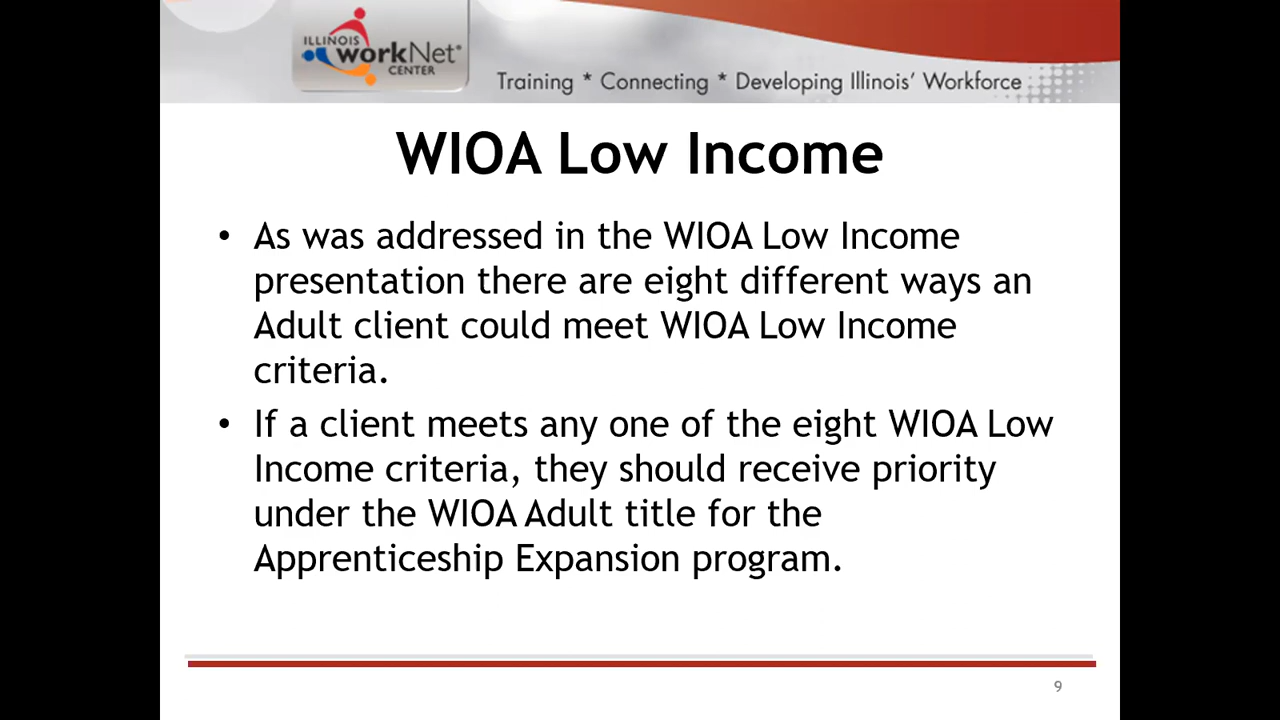 ILLINOIS
workNet®
CENTER
Training * Connecting * Developing Illinois’ Workforce
WIOA Low Income
• As was addressed in the WIOA Low Income
presentation there are eight different ways an
Adult client could meet WIOA Low Income
criteria.
• If a client meets any one of the eight WIOA Low
Income criteria, they should receive priority
under the WIOA Adult title for the
Apprenticeship Expansion program.
9